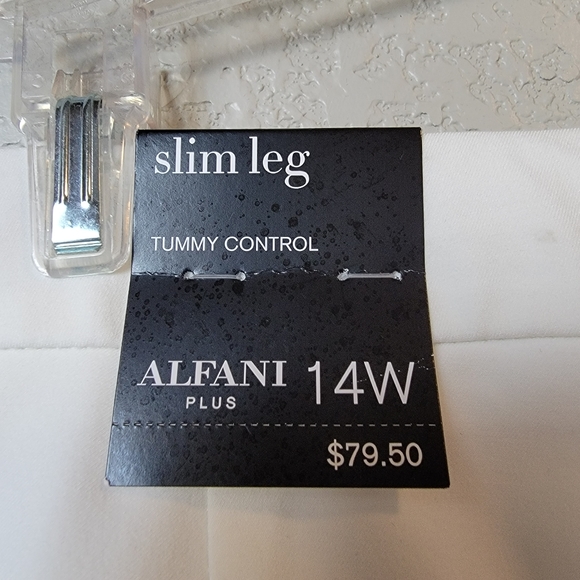 slim leg
TUMMY CONTROL
ALFANI 14W
PLUS
$79.50